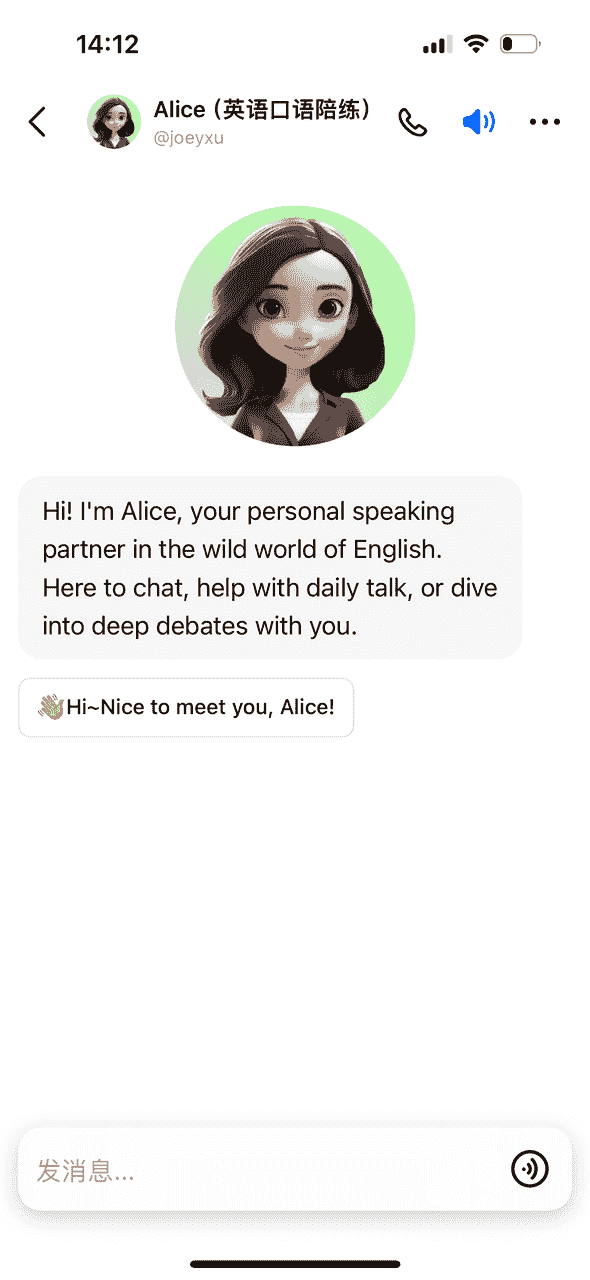 14:12
Alice（英语口语陪练）
@joeyxu
Hi! I'm Alice, your personal speaking
partner in the wild world of English.
Here to chat, help with daily talk, or dive
into deep debates with you.
👋Hi~Nice to meet you, Alice!
发消息...